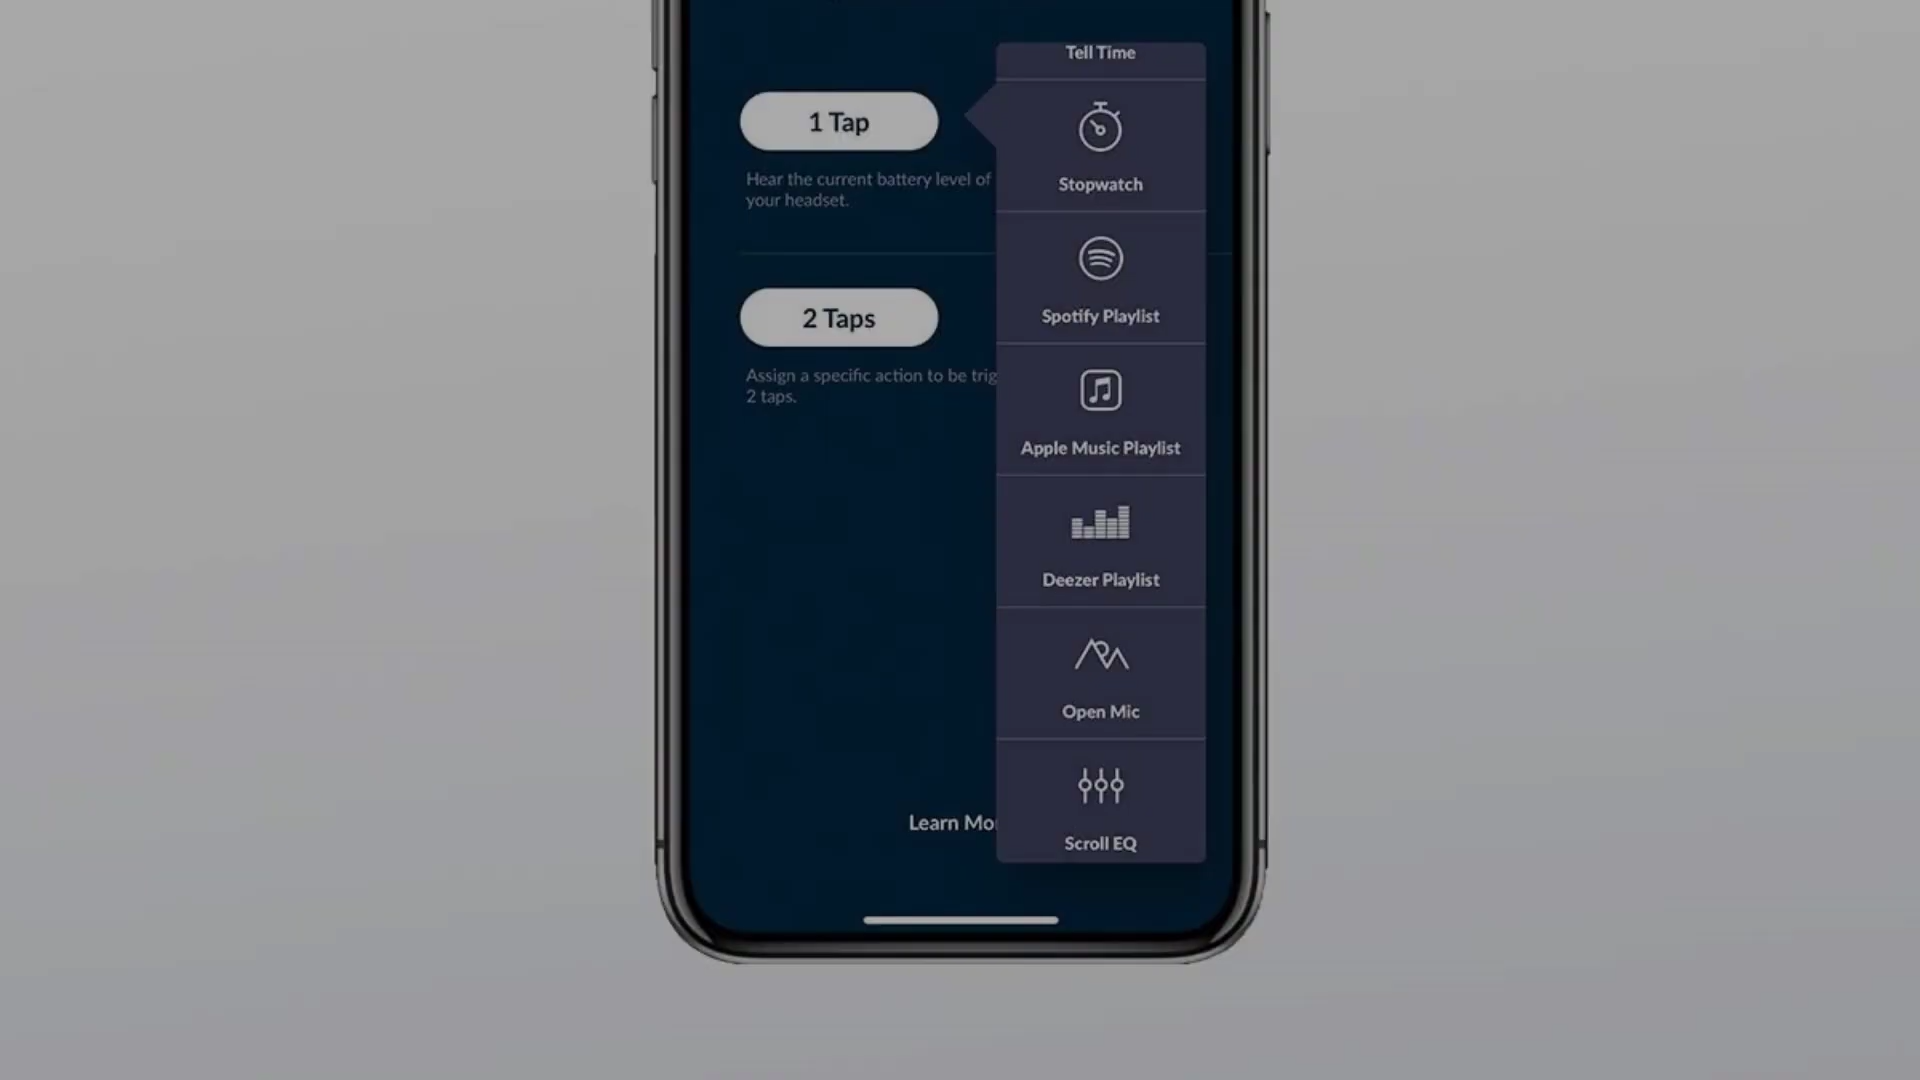 Tell Time
1 Tap
Stopwatch
Hear the current battery level of
your headset.
Spotify Playlist
2 Taps
Assign a specific action to be trig
2 taps.
Apple Music Playlist
Deezer Playlist
Open Mic
Learn Mo
Scroll EQ